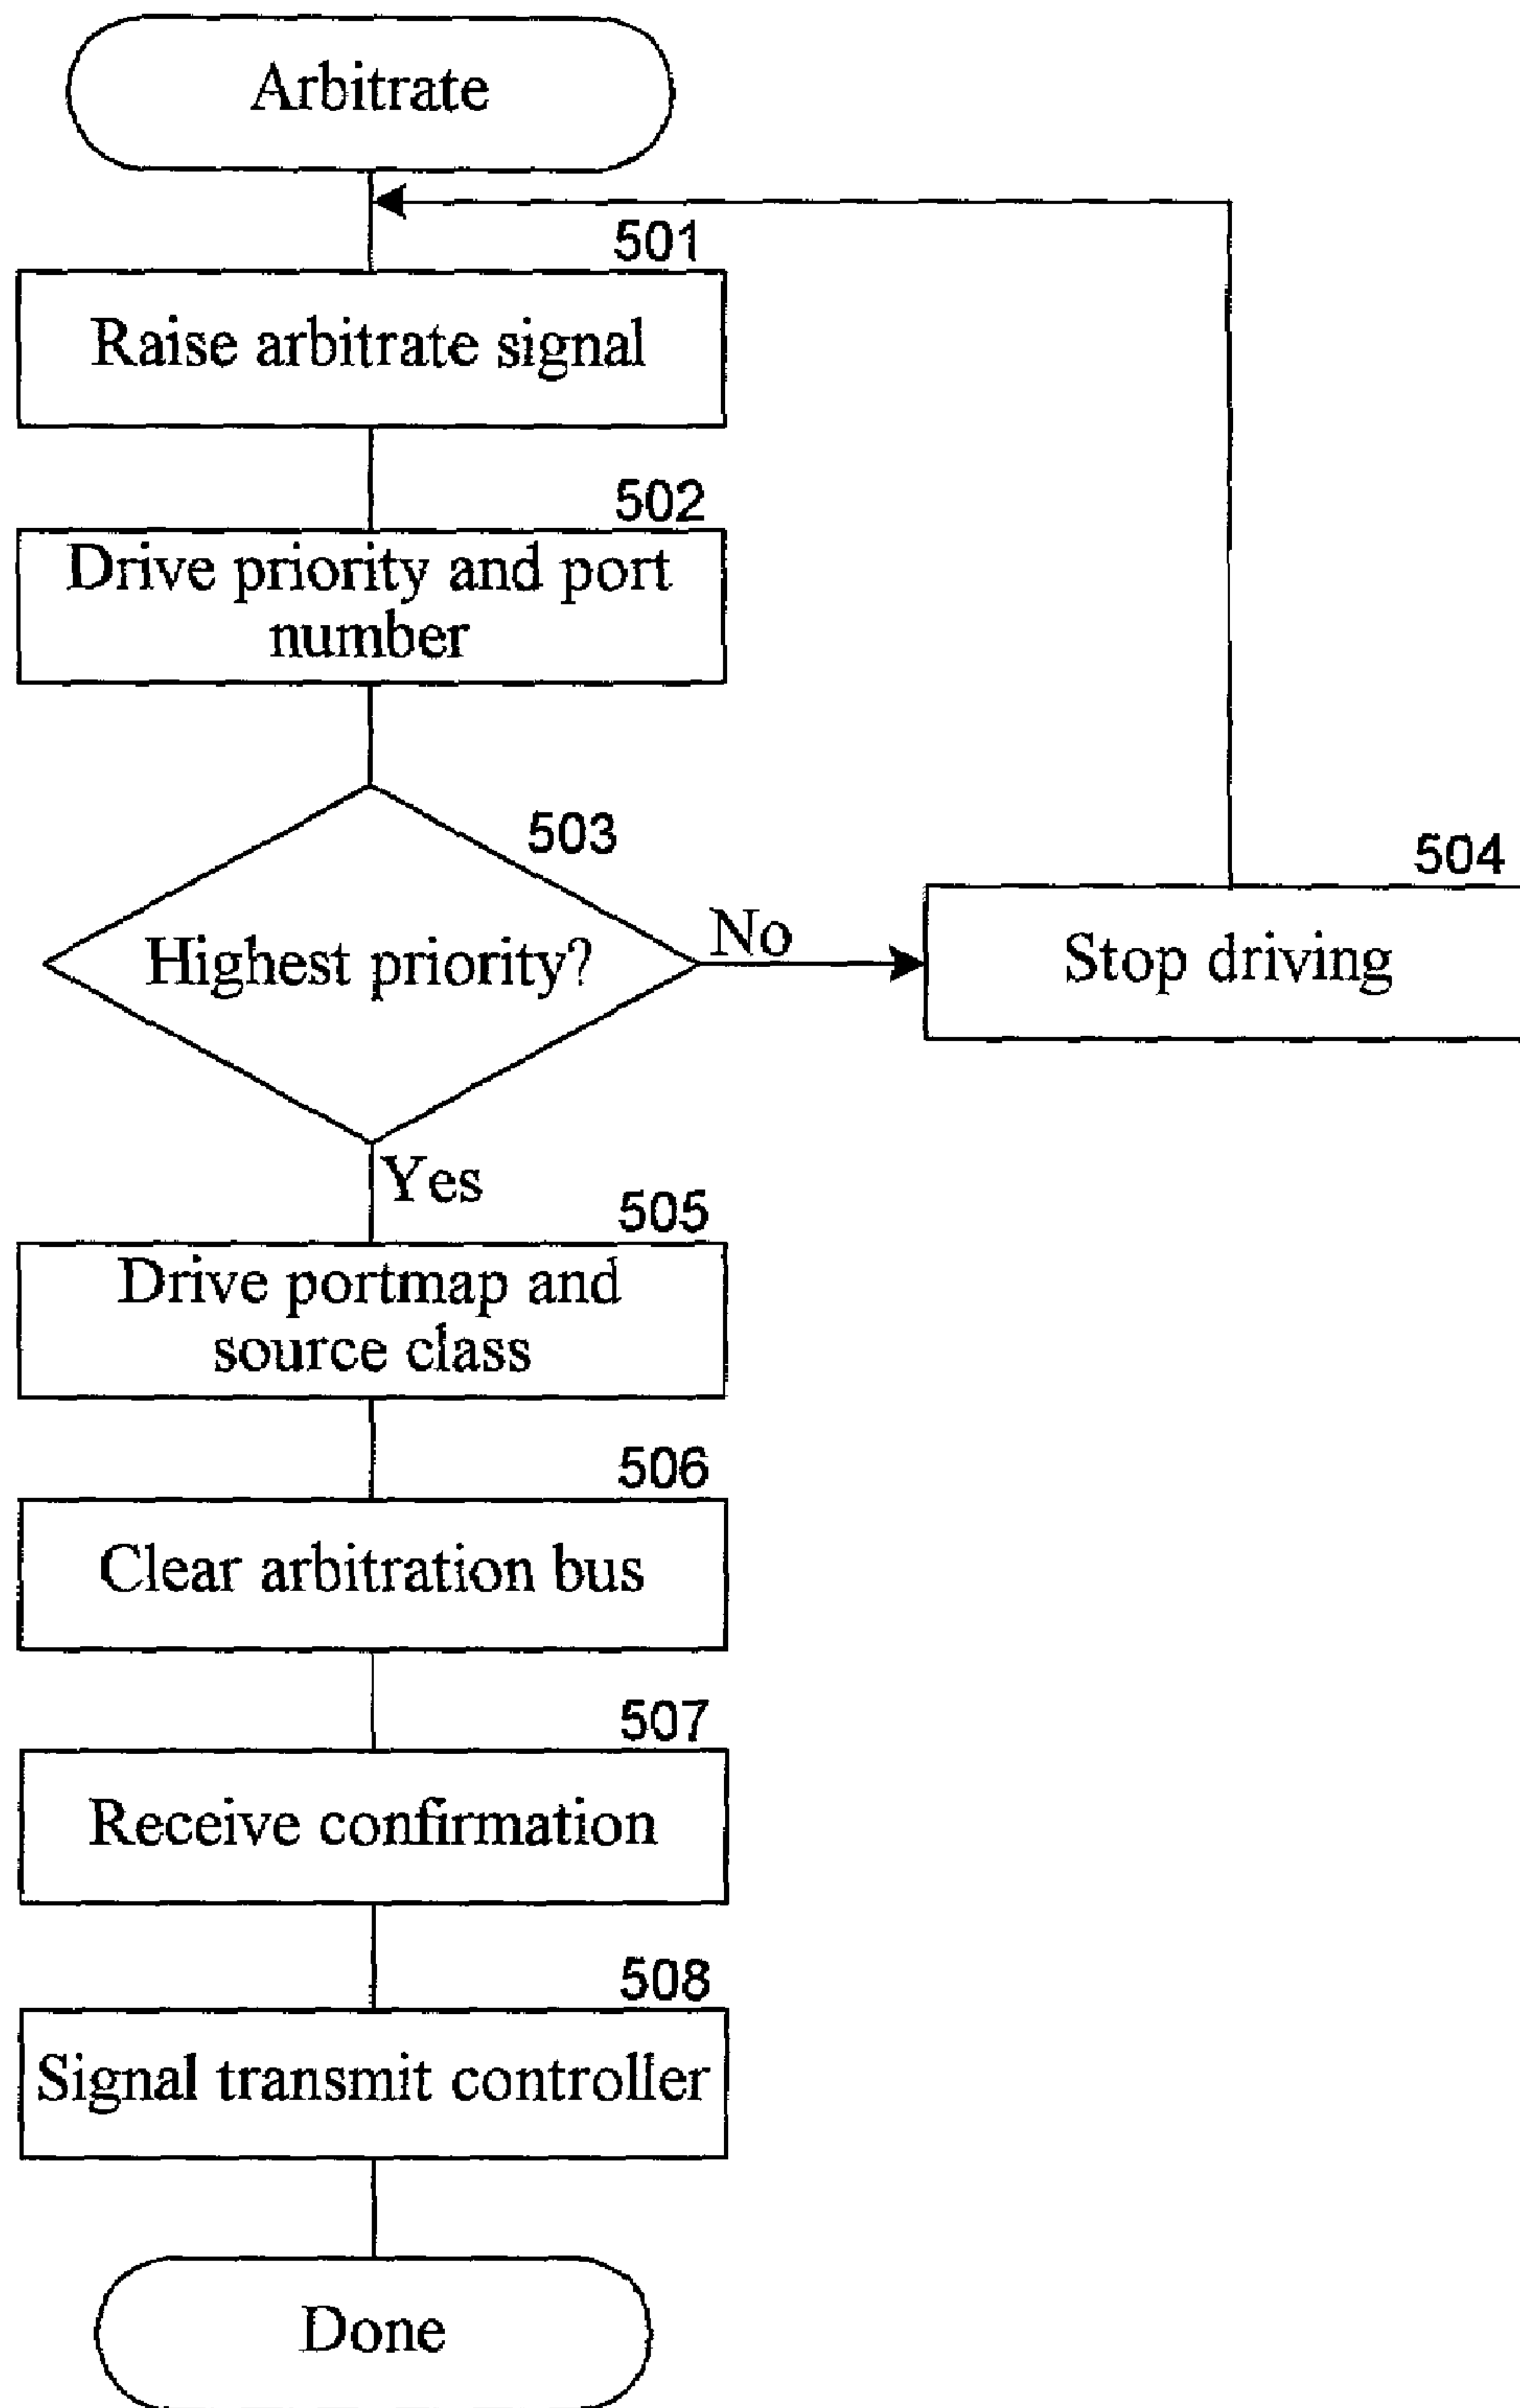 Arbitrate
501
Raise arbitrate signal
502
Drive priority and port
number
503
Highest priority?
No
504
Stop driving
Yes
505
Drive portmap and
source class
506
Clear arbitration bus
507
Receive confirmation
508
Signal transmit controller
Done